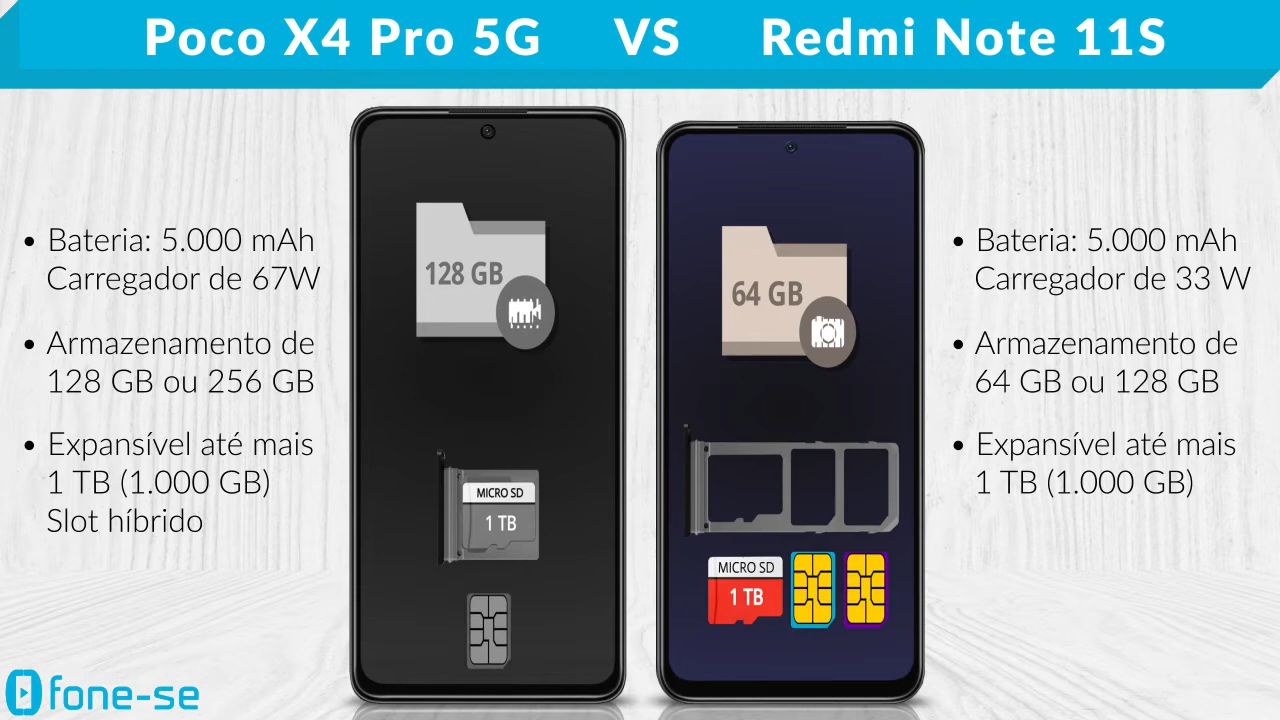 Poco X4 Pro 5G VS Redmi Note 11S
• Bateria: 5.000 mAh
Carregador de 67W
• Armazenamento de
128 GB ou 256 GB
• Expansível até mais
1 TB (1.000 GB)
Slot híbrido
128 GB
MICRO SD
1 TB
64 GB
MICRO SD
1 TB
• Bateria: 5.000 mAh
Carregador de 33 W
• Armazenamento de
64 GB ou 128 GB
• Expansível até mais
1 TB (1.000 GB)
fone-se